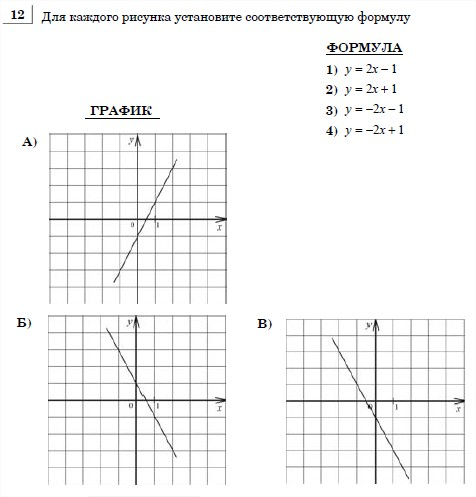 12 Для каждого рисунка установите соответствующую формулу
ФОРМУЛА
1) y = 2x − 1
2) y = 2x + 1
3) y = −2x − 1
4) y = −2x + 1
ГРАФИК
А)
y
0 1
x
Б)
y
0 1
x
В)
y
0 1
x